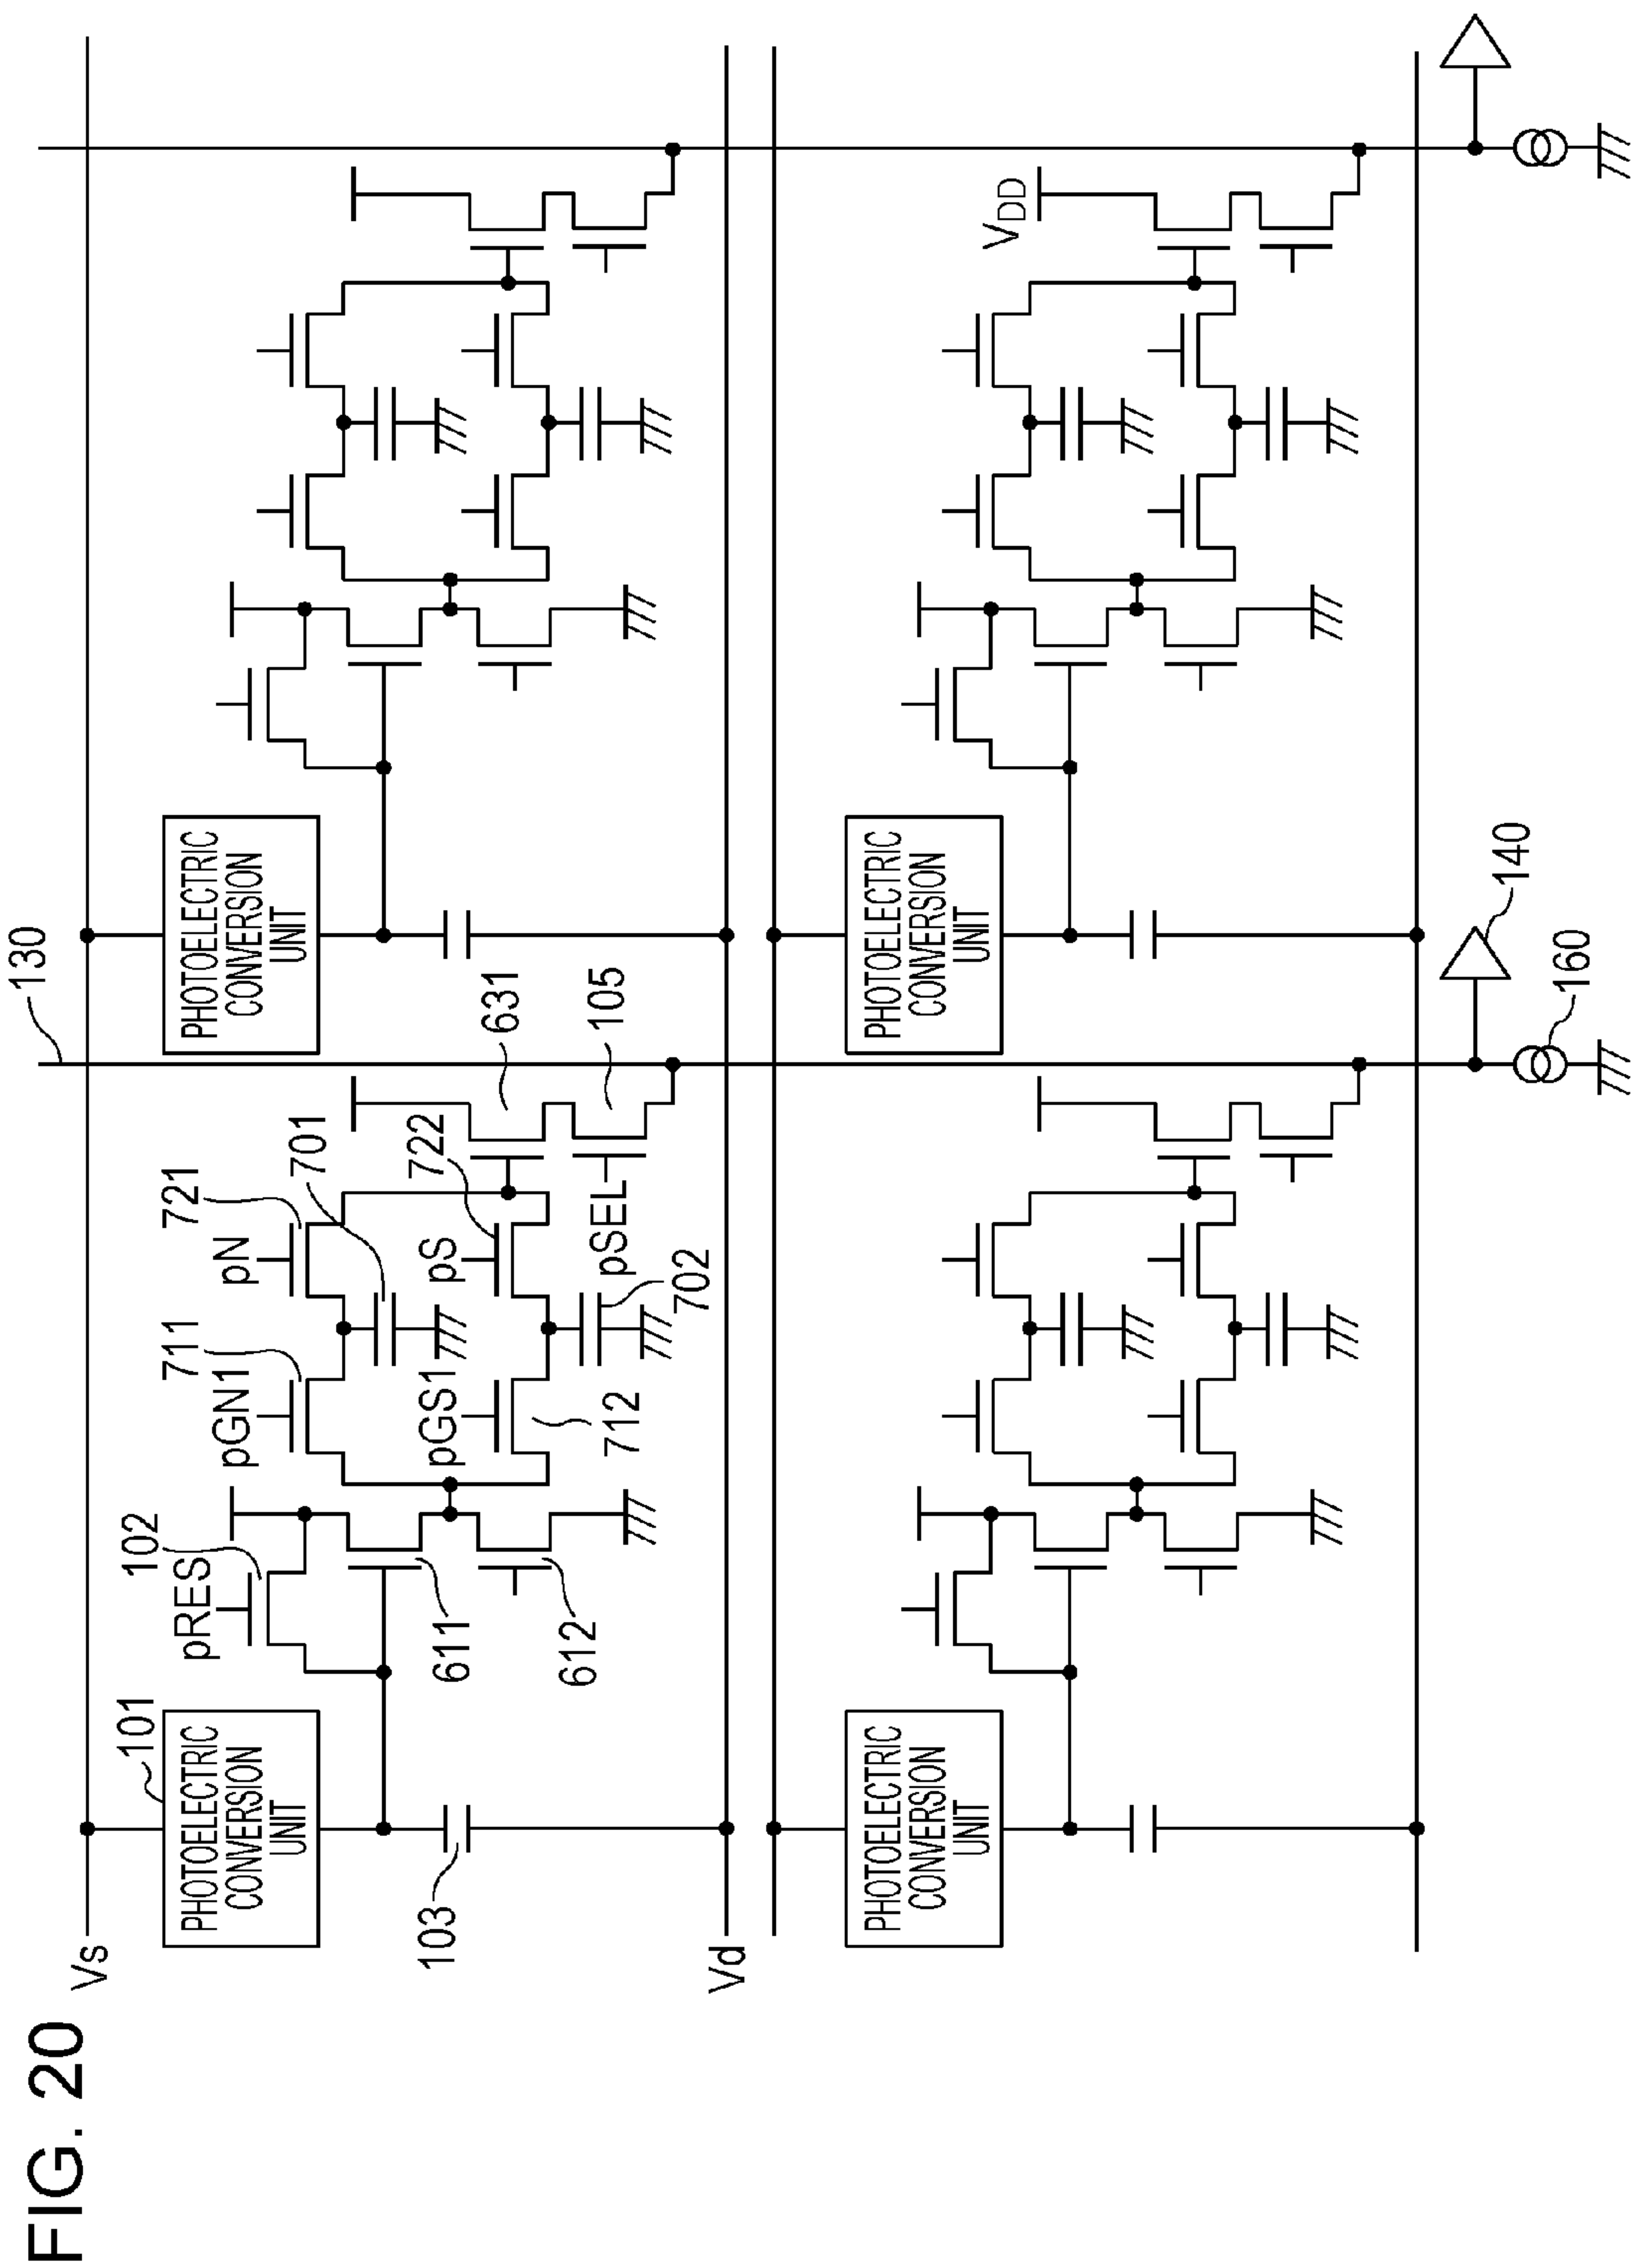 FIG. 20
Vs
101
PHOTOELECTRIC
CONVERSION
UNIT
103
Vd
pRES
102
611
612
pGN1
711
pGS1
712
pN
721
701
pS
722
702
pSEL
631
105
130
PHOTOELECTRIC
CONVERSION
UNIT
PHOTOELECTRIC
CONVERSION
UNIT
PHOTOELECTRIC
CONVERSION
UNIT
VDD
140
160